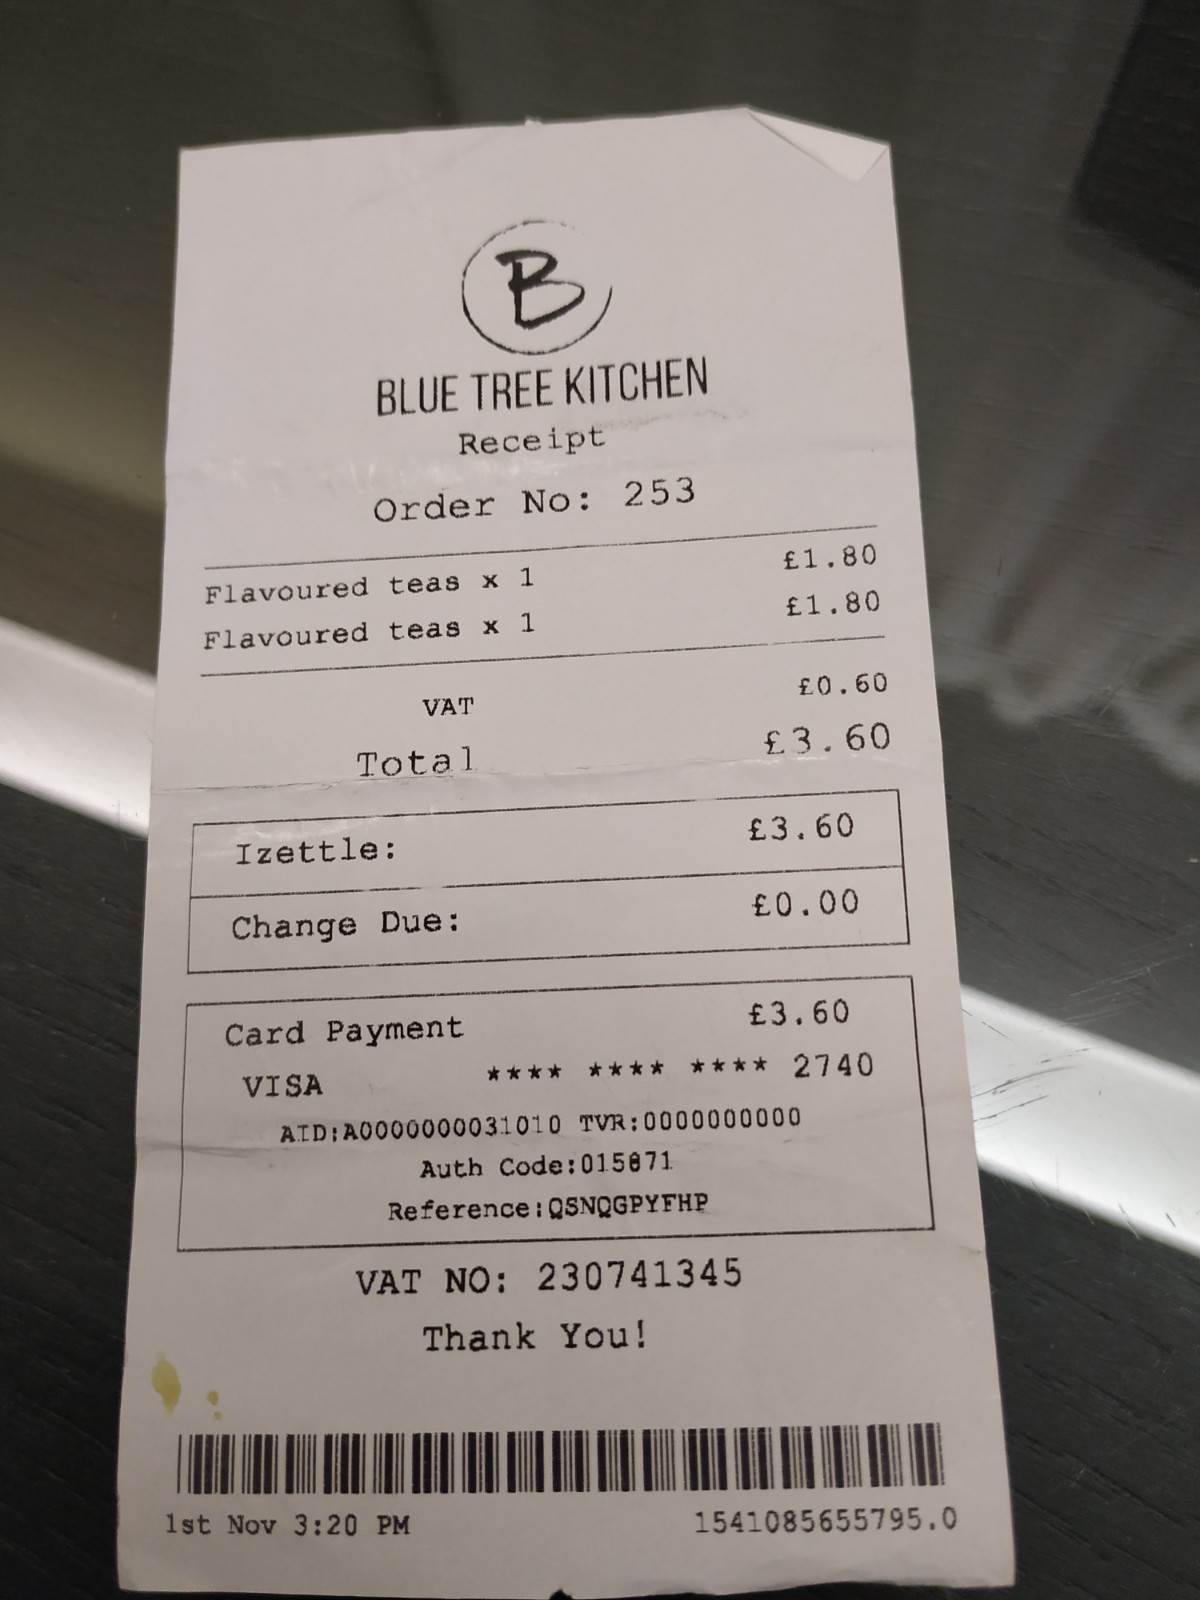 B
BLUE TREE KITCHEN
Receipt
Order No: 253
Flavoured teas x 1 £1.80
Flavoured teas x 1 £1.80
VAT £0.60
Total £3.60
Izettle: £3.60
Change Due: £0.00
Card Payment £3.60
VISA **** **** **** 2740
AID:A0000000031010 TVR:0000000000
Auth Code:015871
Reference:QSNQGPYFHP
VAT NO: 230741345
Thank You!
1st Nov 3:20 PM 1541085655795.0